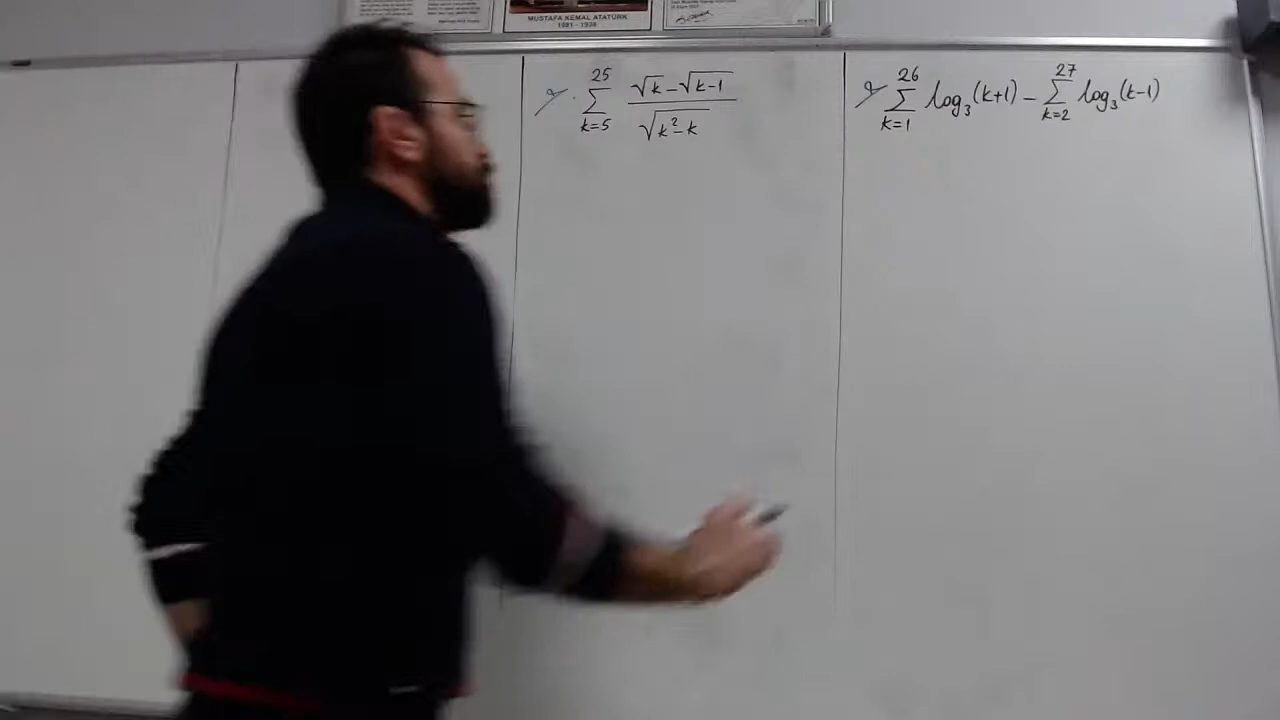 MUSTAFA KEMAL ATATÜRK
1881 - 1938
25
∑ (√k - √k-1) / √k²-k
k=5
26 27
∑ log₃(k+1) - ∑ log₃(k-1)
k=1 k=2